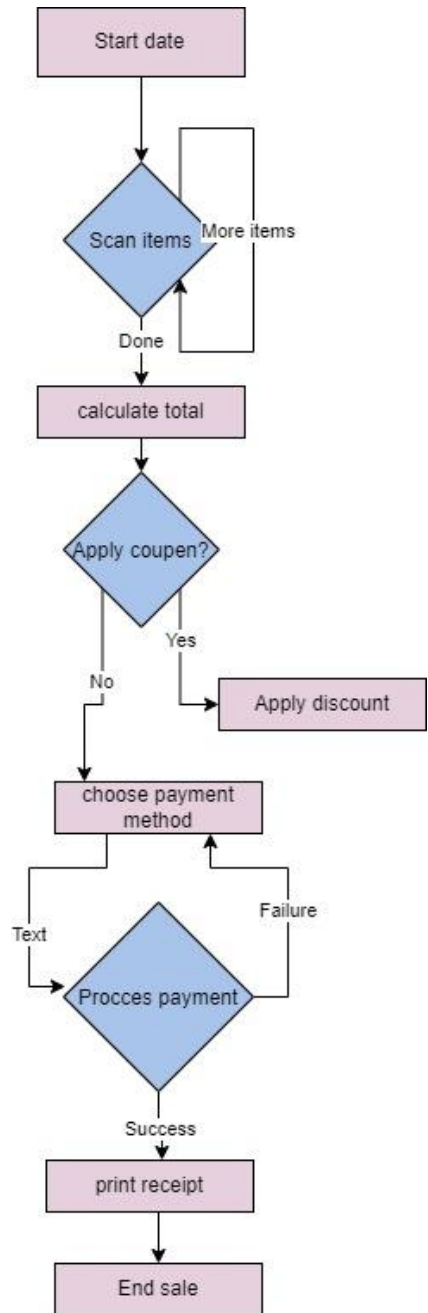 Start date
Scan items
More items
Done
calculate total
Apply coupen?
Yes
No
Apply discount
choose payment
method
Failure
Text
Procces payment
Success
print receipt
End sale